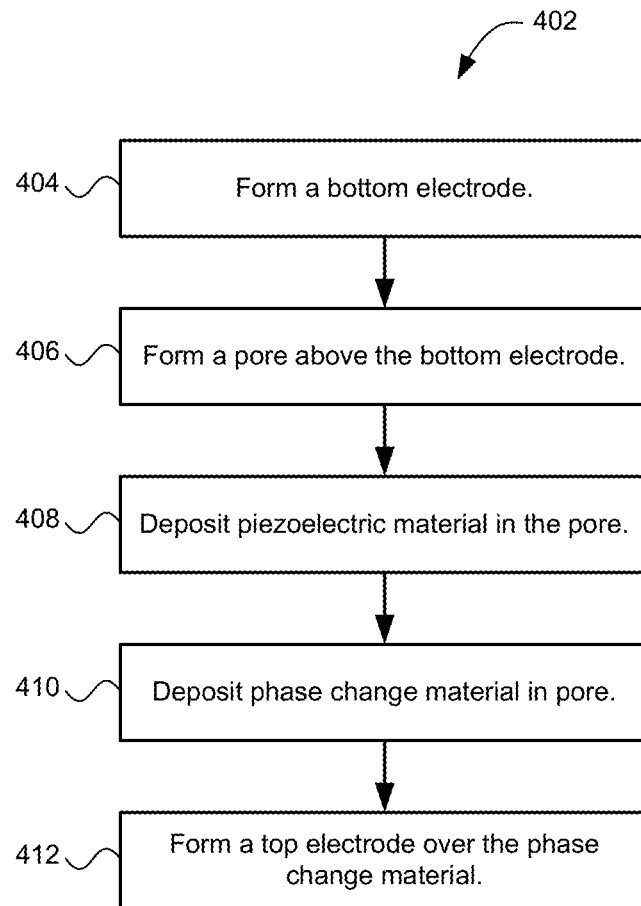 402
404
Form a bottom electrode.
406
Form a pore above the bottom electrode.
408
Deposit piezoelectric material in the pore.
410
Deposit phase change material in pore.
412
Form a top electrode over the phase
change material.